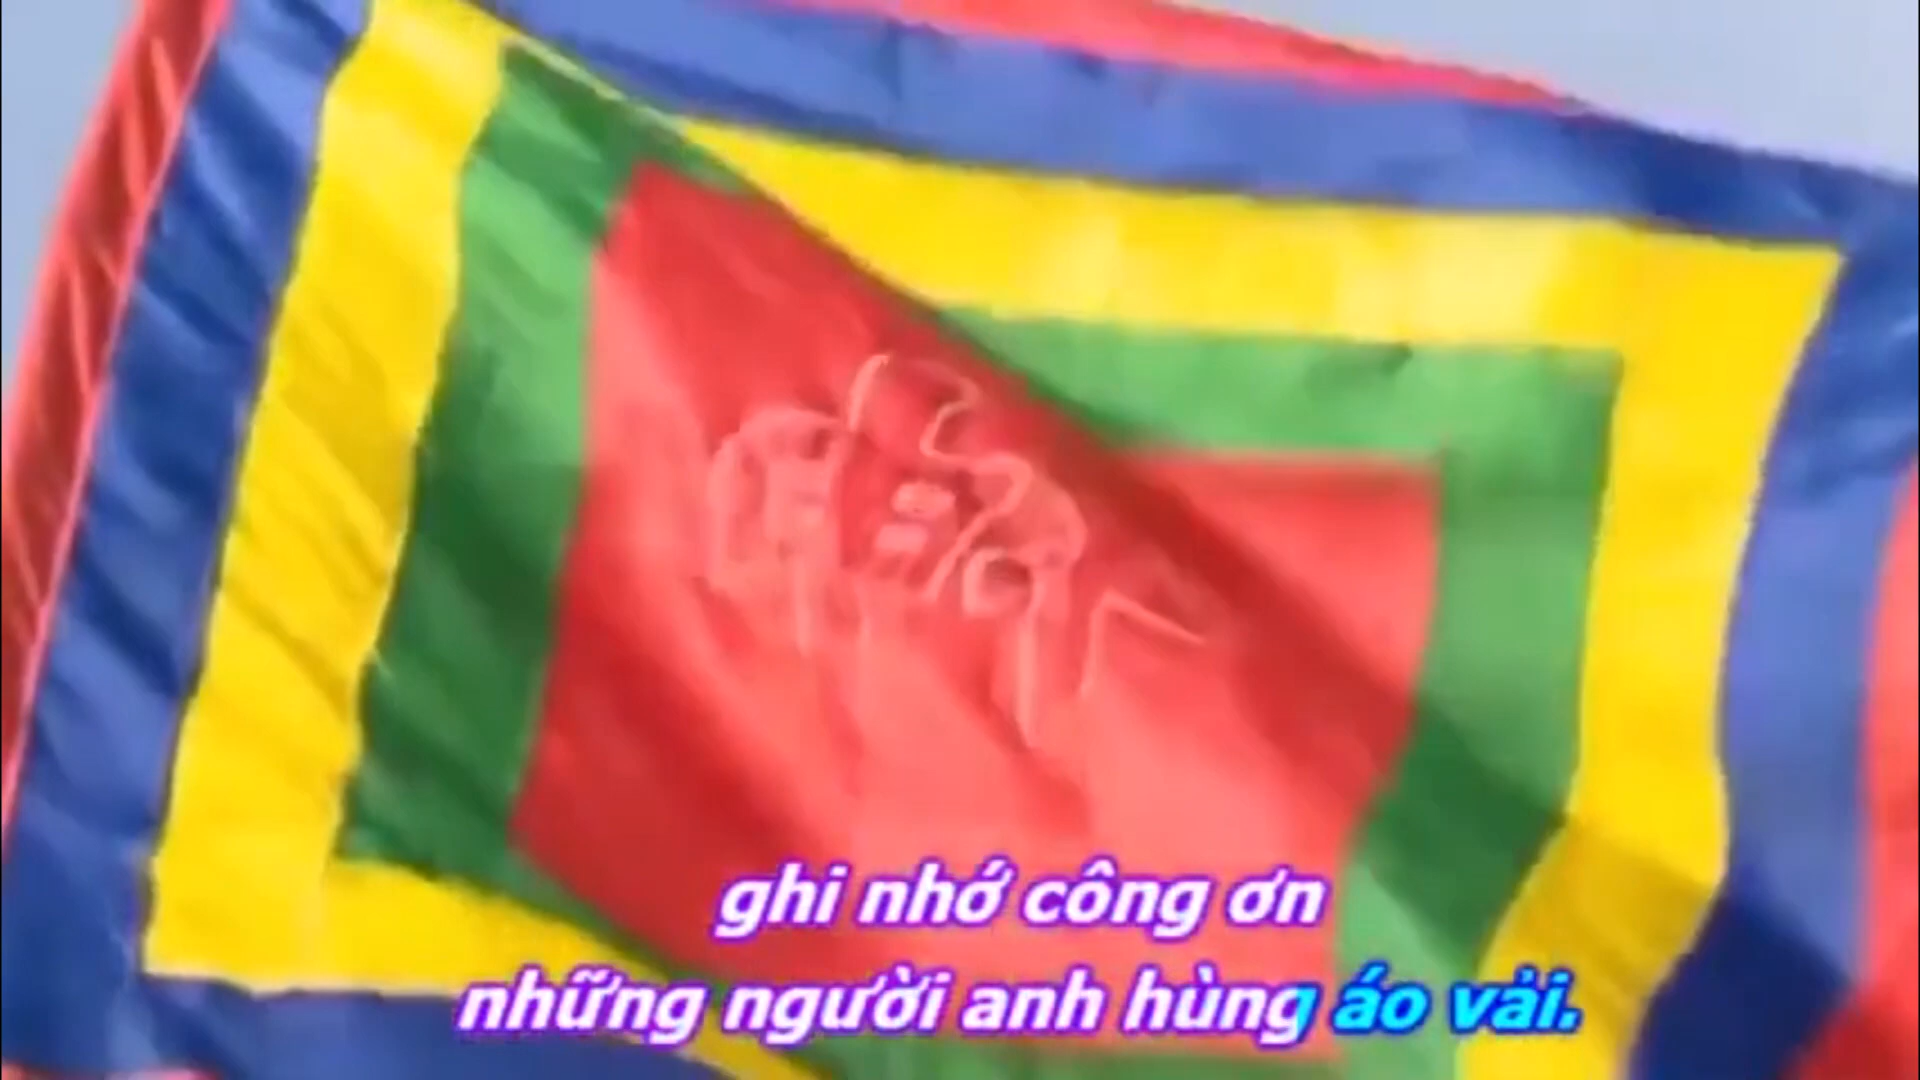 ghi nhớ công ơn
những người anh hùng áo vải.